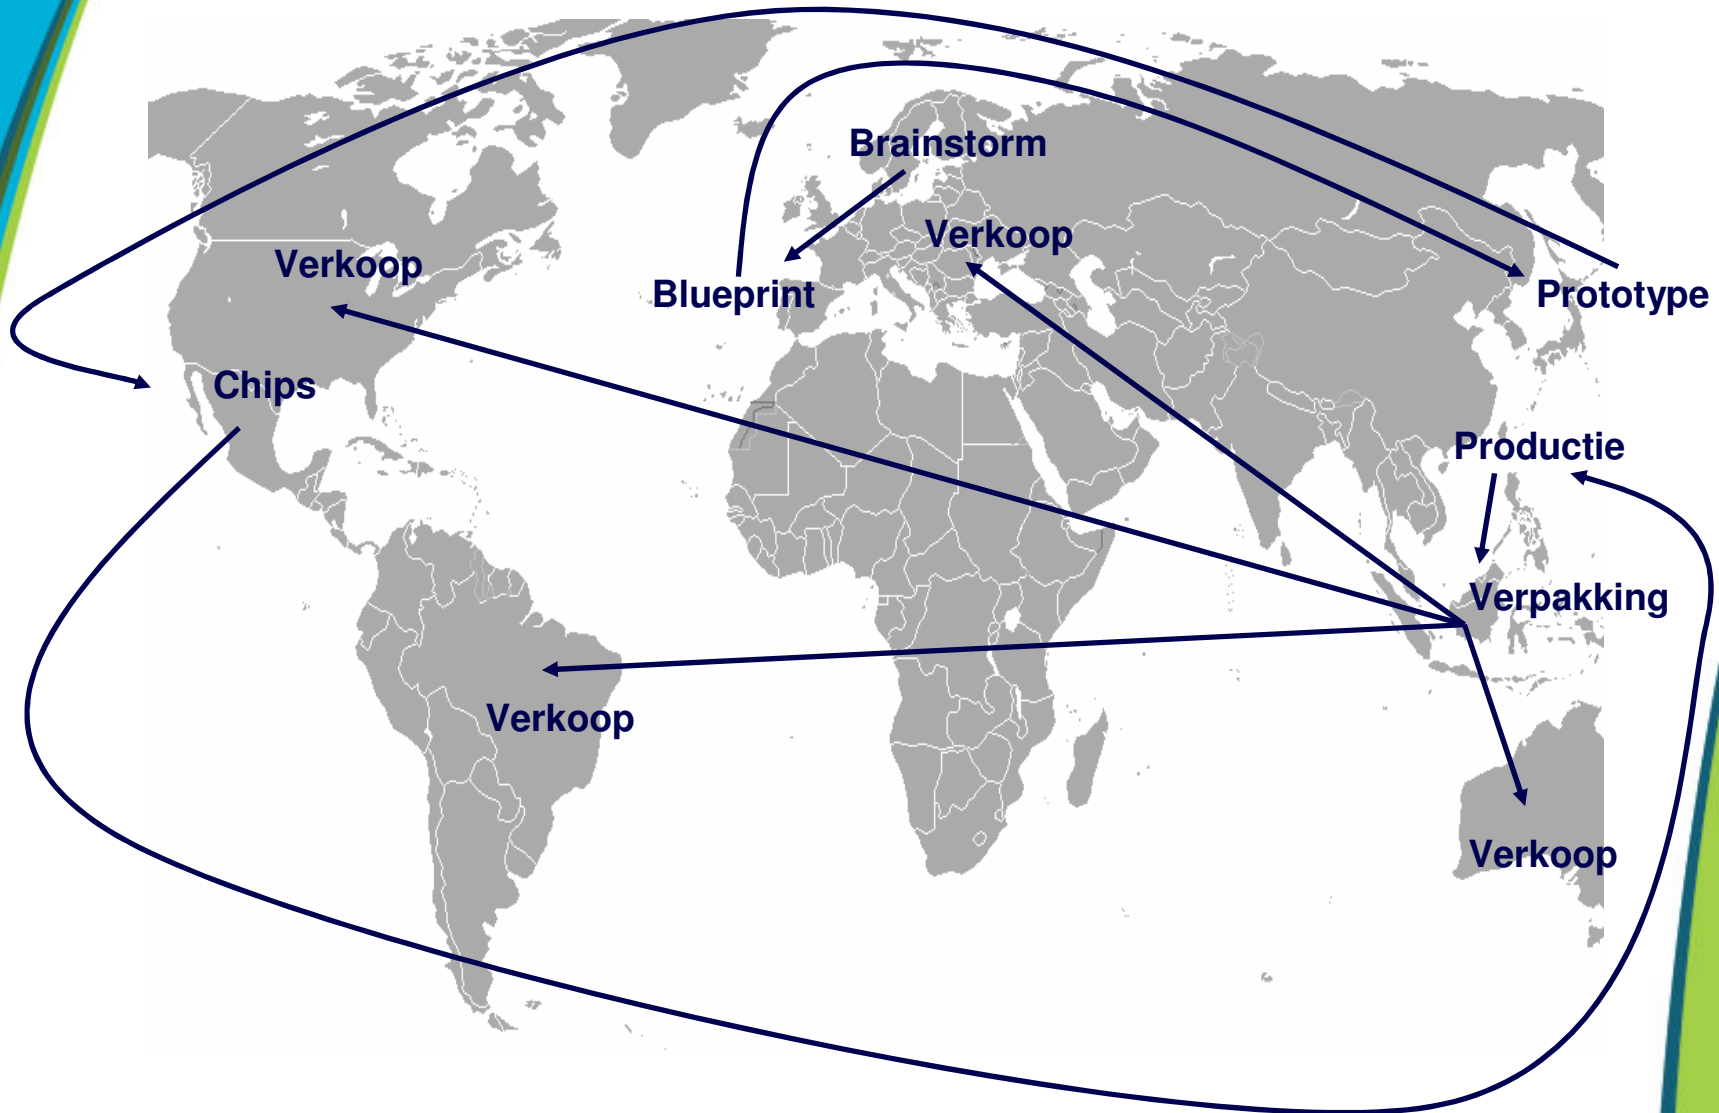 Brainstorm
Verkoop
Verkoop
Blueprint
Prototype
Chips
Productie
Verpakking
Verkoop
Verkoop